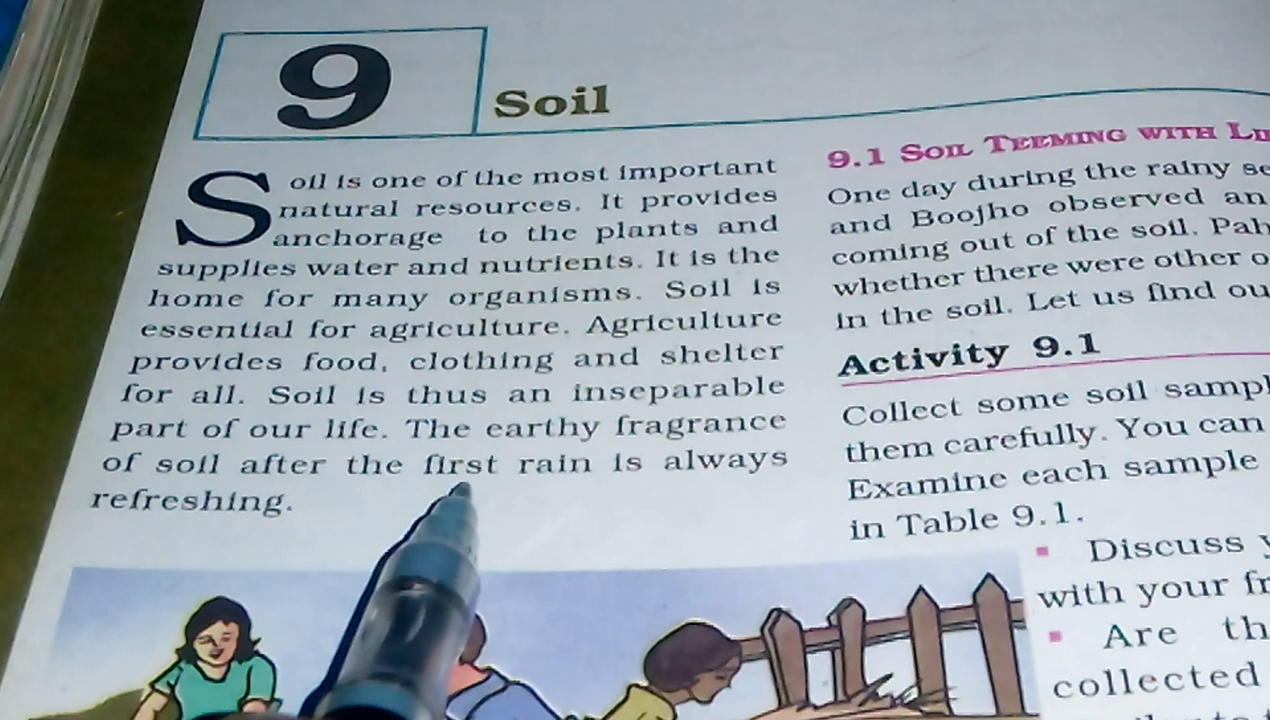 9
Soil
Soil is one of the most important
natural resources. It provides
anchorage to the plants and
supplies water and nutrients. It is the
home for many organisms. Soil is
essential for agriculture. Agriculture
provides food, clothing and shelter
for all. Soil is thus an inseparable
part of our life. The earthy fragrance
of soil after the first rain is always
refreshing.
9.1 SOIL TEEMING WITH
One day during the rainy
and Boojho observed an
coming out of the soil.
whether there were other
in the soil. Let us find
Activity 9.1
Collect some soil
them carefully. You can
Examine each sample
in Table 9.1.
Discuss
with your
Are
collected